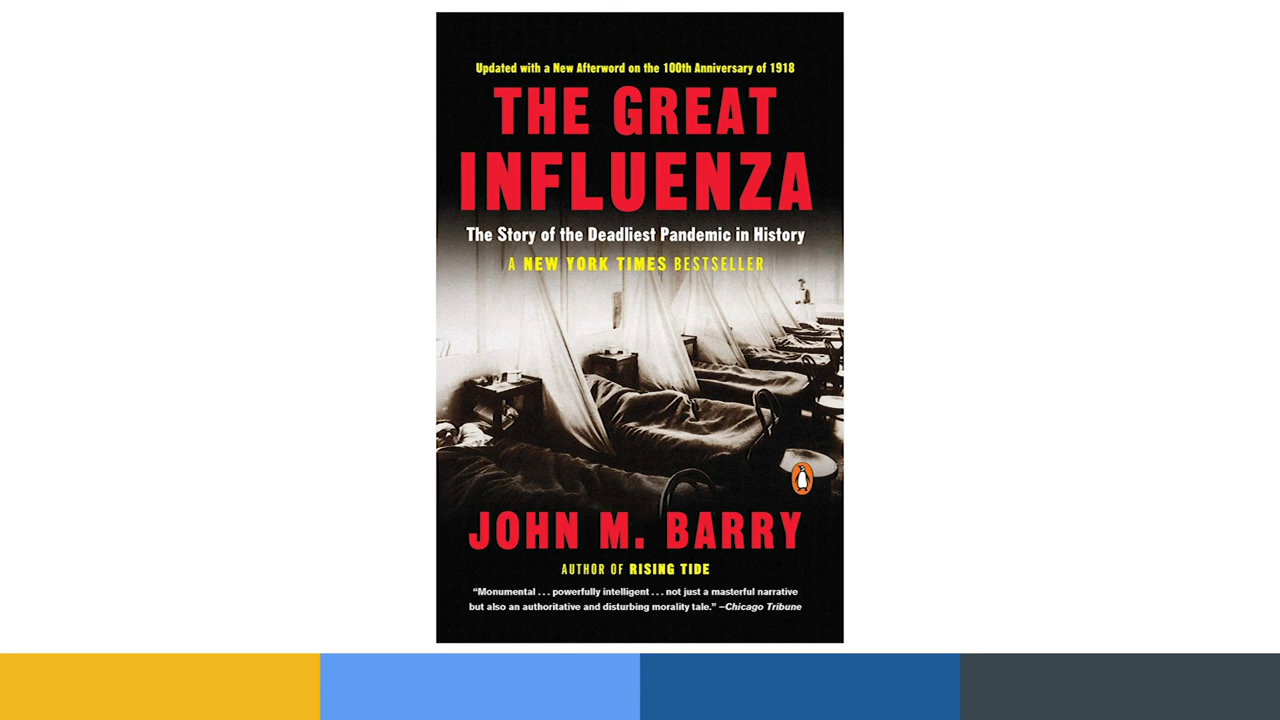 Updated with a New Afterword on the 100th Anniversary of 1918
THE GREAT
INFLUENZA
The Story of the Deadliest Pandemic in History
A NEW YORK TIMES BESTSELLER
JOHN M. BARRY
AUTHOR OF RISING TIDE
“Monumental . . . powerfully intelligent . . . not just a masterful narrative
but also an authoritative and disturbing morality tale.” —Chicago Tribune